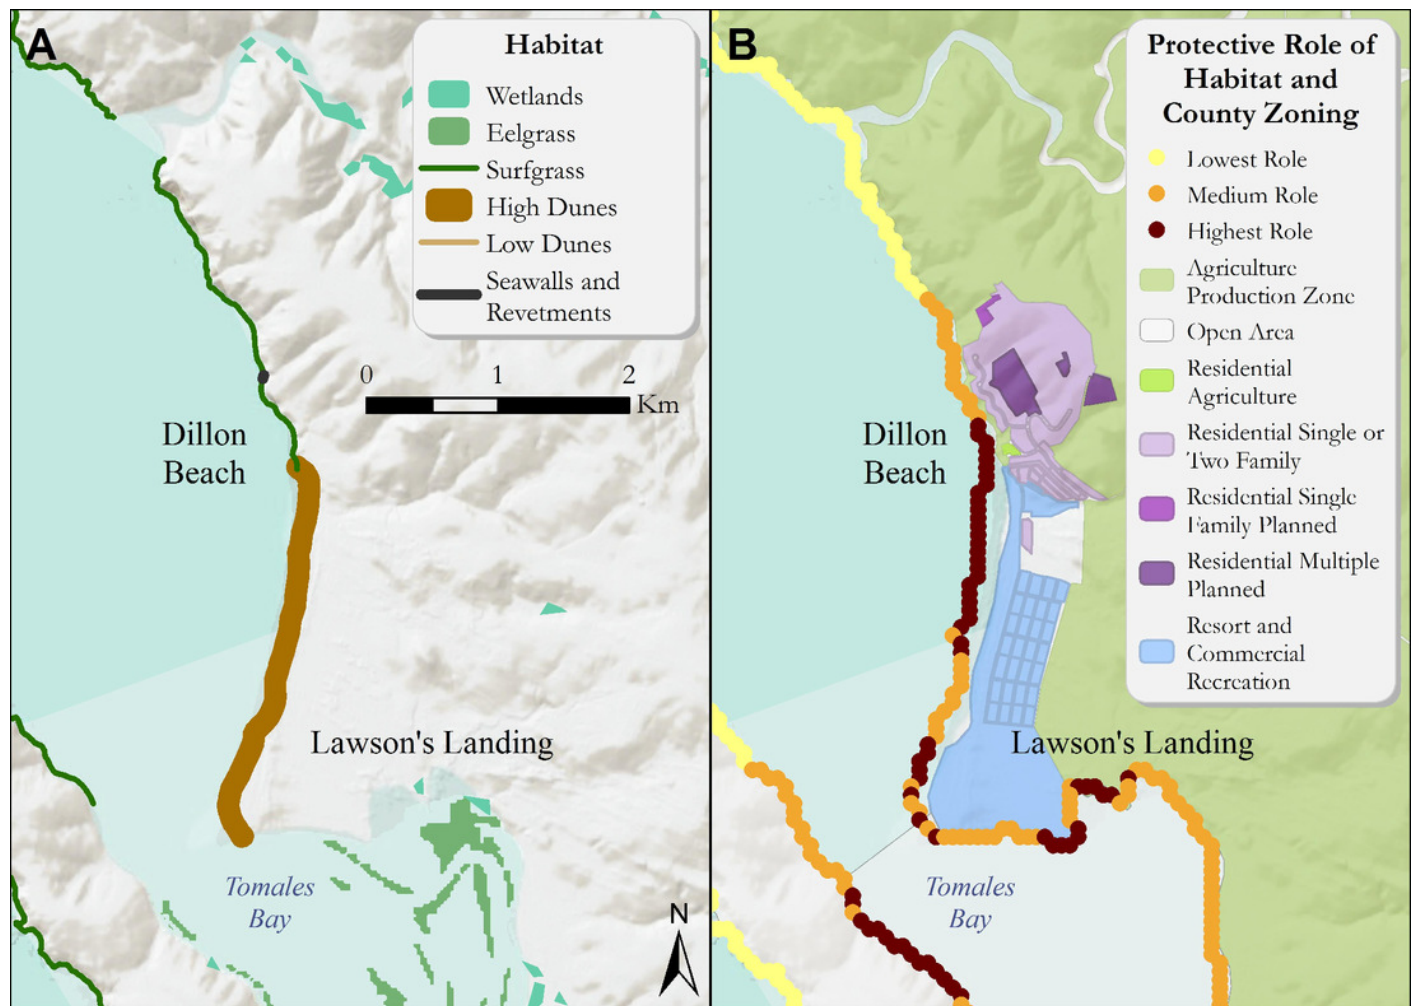 A
Habitat
Wetlands
Eelgrass
Surfgrass
High Dunes
Low Dunes
Seawalls and
Revetments
0 1 2
Km
Dillon
Beach
Lawson's Landing
Tomales
Bay
N
B
Protective Role of
Habitat and
County Zoning
Lowest Role
Medium Role
Highest Role
Agriculture
Production Zone
Open Area
Residential
Agriculture
Residential Single or
Two Family
Residential Single
Family Planned
Residential Multiple
Planned
Resort and
Commercial
Recreation
Dillon
Beach
Lawson's Landing
Tomales
Bay